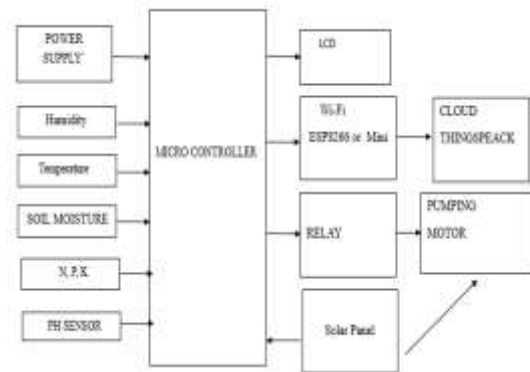 POWER
SUPPLY
Humidity
Temperature
SOIL MOISTURE
N, P, K
PH SENSOR
MICRO CONTROLLER
LCD
Wi-Fi
ESP8266 or Mini
RELAY
Solar Panel
CLOUD
THINGSPEACK
PUMPING
MOTOR